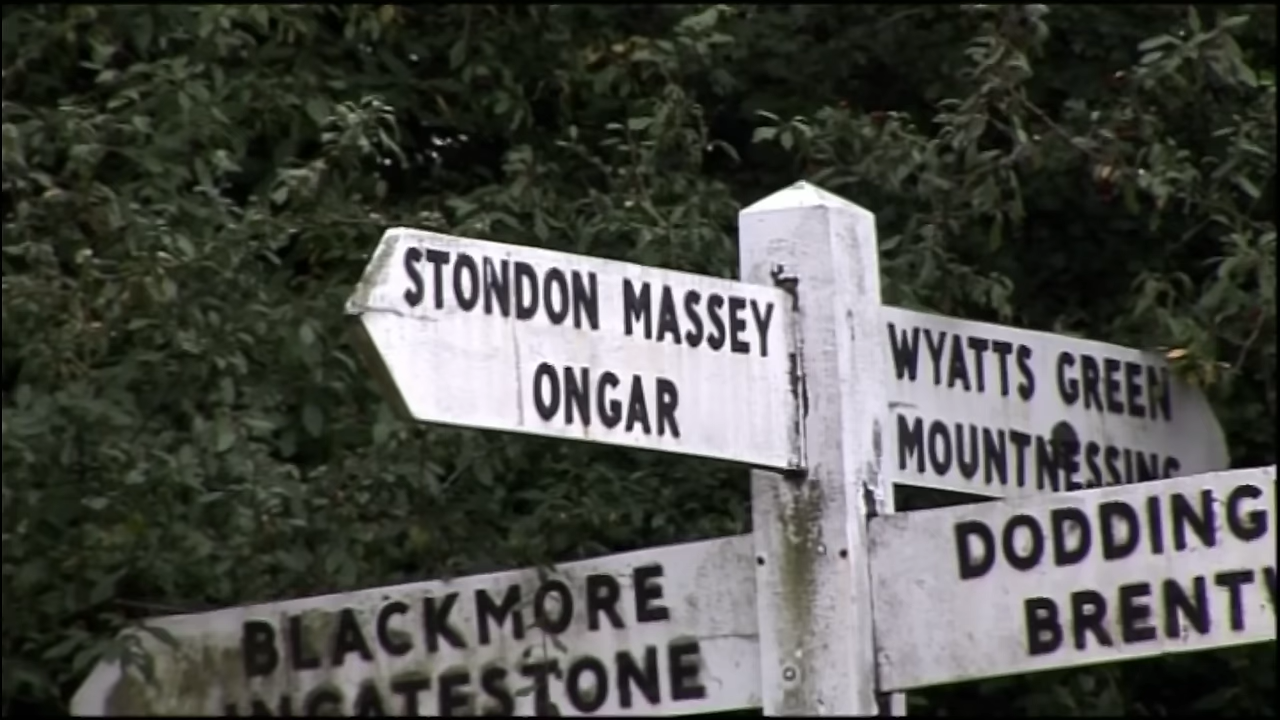 STONDON MASSEY
ONGAR
WYATTS GREEN
MOUNTNESSING
DODDING
BRENT
BLACKMORE
INGATESTONE